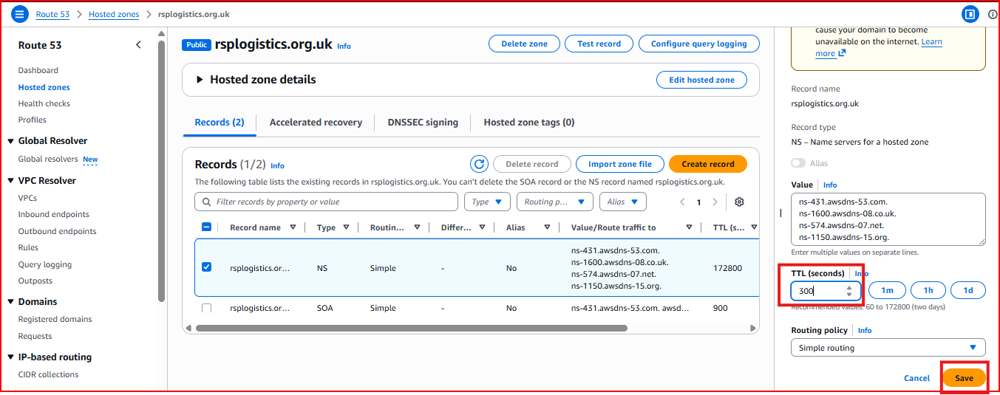 Route 53 > Hosted zones > rsplogistics.org.uk
Route 53
Dashboard
Hosted zones
Health checks
Profiles
Global Resolver
Global resolvers New
VPC Resolver
VPCs
Inbound endpoints
Outbound endpoints
Rules
Query logging
Outposts
Domains
Registered domains
Requests
IP-based routing
CIDR collections
Public rsplogistics.org.uk Info
Delete zone Test record Configure query logging
Hosted zone details Edit hosted zone
Records (2) Accelerated recovery DNSSEC signing Hosted zone tags (0)
Records (1/2) Info Delete record Import zone file Create record
The following table lists the existing records in rsplogistics.org.uk. You can't delete the SOA record or the NS record named rsplogistics.org.uk.
Filter records by property or value Type Routing p... Alias 1
Record name Type Routin... Differ... Alias Value/Route traffic to TTL (s...
rsplogistics.or... NS Simple - No
ns-431.awsdns-53.com.
ns-1600.awsdns-08.co.uk.
ns-574.awsdns-07.net.
ns-1150.awsdns-15.org.
172800
rsplogistics.or... SOA Simple - No ns-431.awsdns-53.com. awsd... 900
cause your domain to become
unavailable on the internet. Learn
more
Record name
rsplogistics.org.uk
Record type
NS – Name servers for a hosted zone
Alias
Value Info
ns-431.awsdns-53.com.
ns-1600.awsdns-08.co.uk.
ns-574.awsdns-07.net.
ns-1150.awsdns-15.org.
Enter multiple values on separate lines.
TTL (seconds) Info
300 1m 1h 1d
Recommended values: 60 to 172800 (two days)
Routing policy Info
Simple routing
Cancel Save